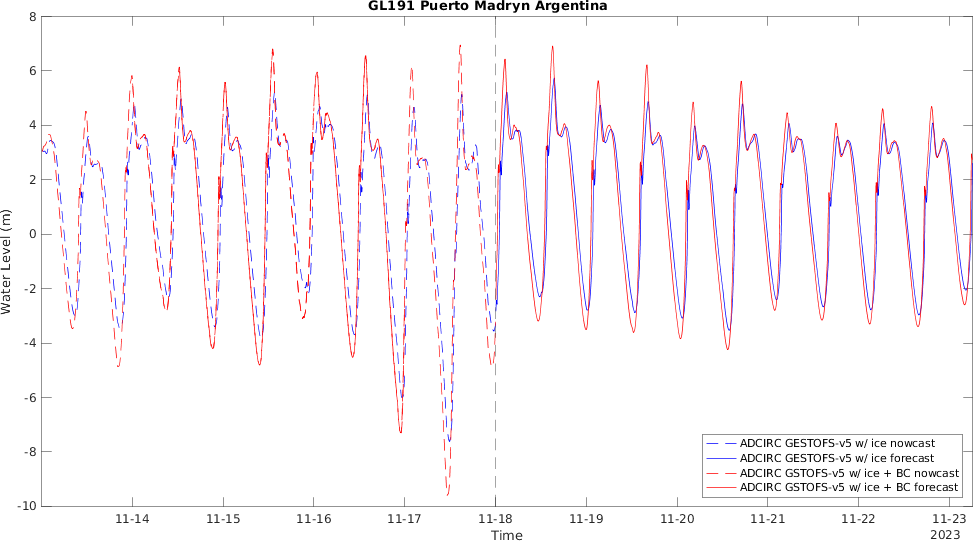 GL191 Puerto Madryn Argentina
8
6
4
2
0
-2
-4
-6
-8
-10
Water Level (m)
11-14 11-15 11-16 11-17 11-18 11-19 11-20 11-21 11-22 11-23
2023
Time
ADCIRC GESTOFS-v5 w/ ice nowcast
ADCIRC GESTOFS-v5 w/ ice forecast
ADCIRC GSTOFS-v5 w/ ice + BC nowcast
ADCIRC GSTOFS-v5 w/ ice + BC forecast